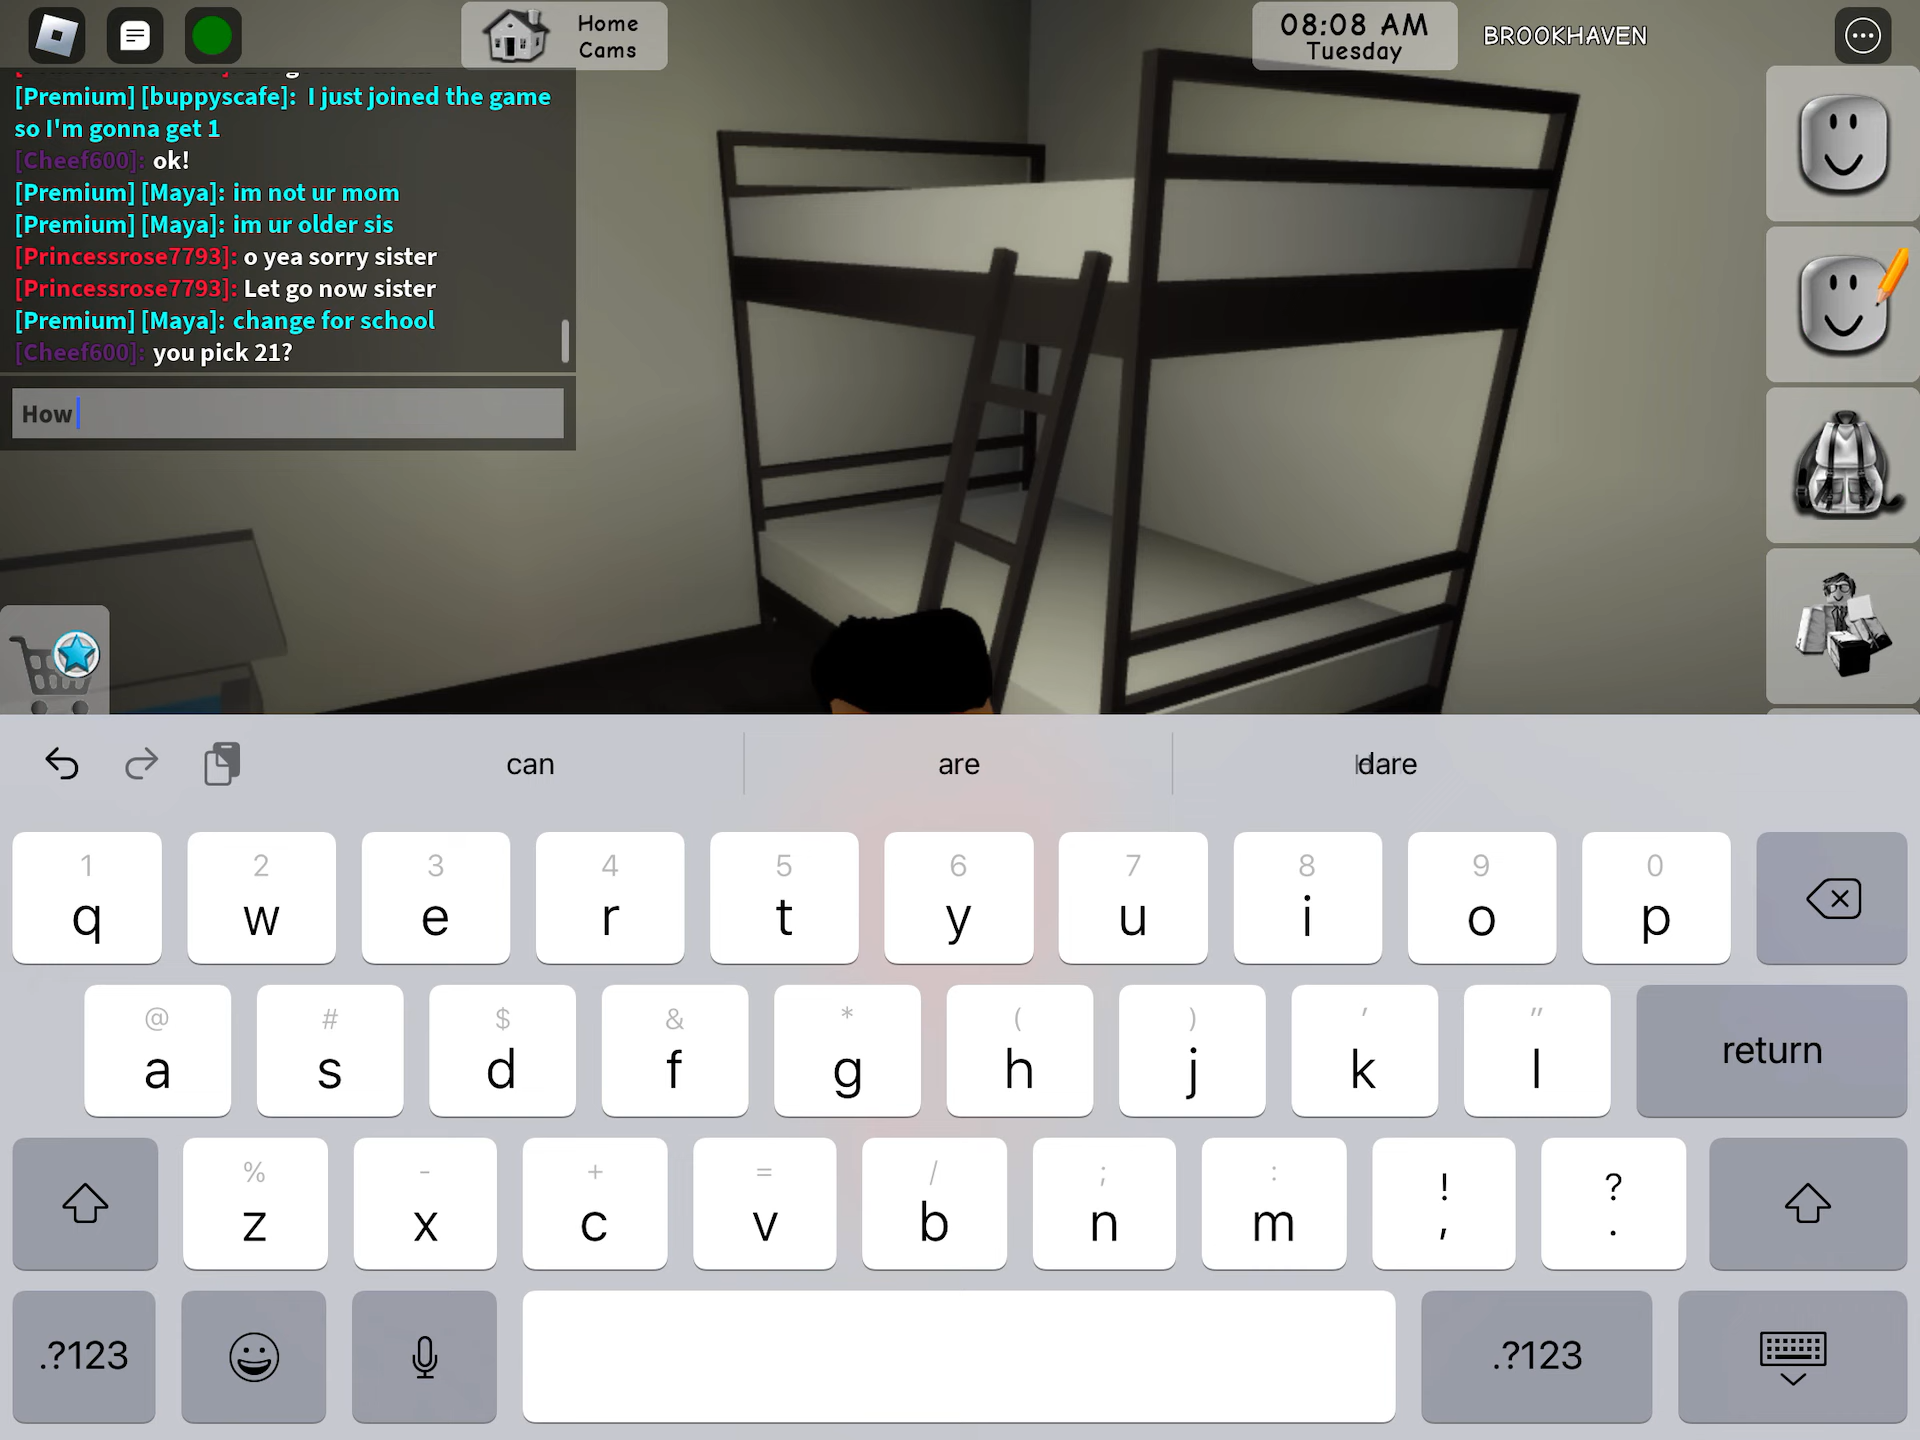 Home
Cams
08:08 AM
Tuesday
BROOKHAVEN
[Premium] [buppyscafe]: I just joined the game
so I'm gonna get 1
[Cheef600]: ok!
[Premium] [Maya]: im not ur mom
[Premium] [Maya]: im ur older sis
[Princessrose7793]: o yea sorry sister
[Princessrose7793]: Let go now sister
[Premium] [Maya]: change for school
[Cheef600]: you pick 21?
How
can are dare
1 2 3 4 5 6 7 8 9 0
q w e r t y u i o p
@ # $ & * ( ) ' "
a s d f g h j k l return
% - + = / ; : ! ?
z x c v b n m , .
.?123 .?123